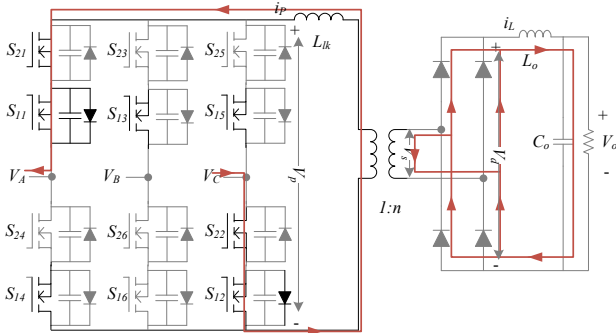 i_P
i_L
S_21
S_23
S_25
+
L_lk
+
L_o
+
S_11
S_13
S_15
V_A
V_B
V_C
V_p
V_s
V_d
C_o
V_o
-
S_24
S_26
S_22
1:n
S_14
S_16
S_12
-
-